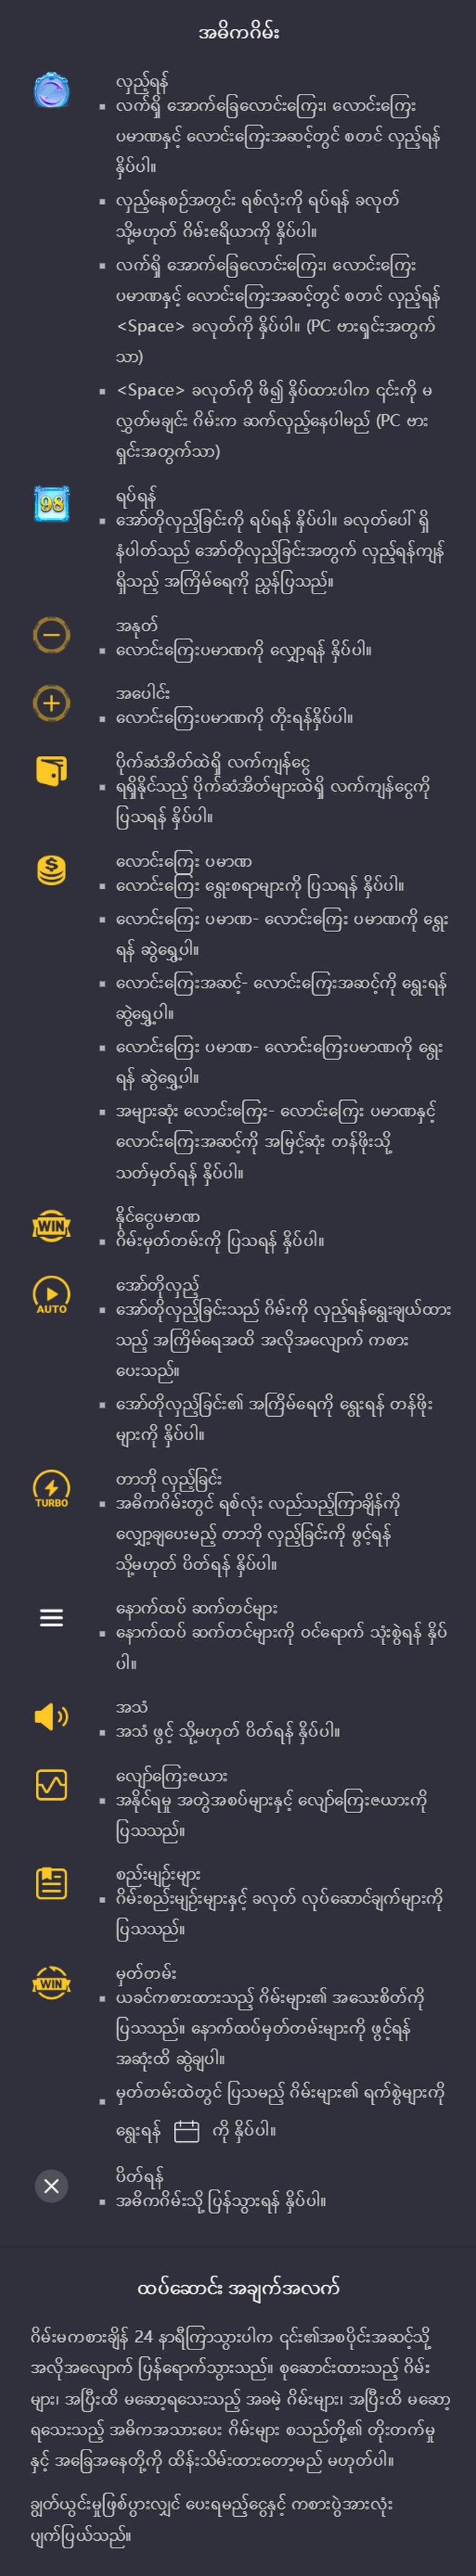 အဓိကဂိမ်း
လှည့်ရန်
▪ လက်ရှိ အောက်ခြေလောင်းကြေး၊ လောင်းကြေး
ပမာဏနှင့် လောင်းကြေးအဆင့်တွင် စတင် လှည့်ရန်
နှိပ်ပါ။
▪ လှည့်နေစဉ်အတွင်း ရစ်လုံးကို ရပ်ရန် ခလုတ်
သို့မဟုတ် ဂိမ်းဧရိယာကို နှိပ်ပါ။
▪ လက်ရှိ အောက်ခြေလောင်းကြေး၊ လောင်းကြေး
ပမာဏနှင့် လောင်းကြေးအဆင့်တွင် စတင် လှည့်ရန်
<Space> ခလုတ်ကို နှိပ်ပါ။ (PC ဗားရှင်းအတွက်
သာ)
▪ <Space> ခလုတ်ကို ဖိ၍ နှိပ်ထားပါက ၎င်းကို မ
လွှတ်မချင်း ဂိမ်းက ဆက်လှည့်နေပါမည် (PC ဗား
ရှင်းအတွက်သာ)
98
ရပ်ရန်
▪ အော်တိုလှည့်ခြင်းကို ရပ်ရန် နှိပ်ပါ။ ခလုတ်ပေါ် ရှိ
နံပါတ်သည် အော်တိုလှည့်ခြင်းအတွက် လှည့်ရန်ကျန်
ရှိသည့် အကြိမ်ရေကို ညွှန်ပြသည်။
အနုတ်
▪ လောင်းကြေးပမာဏကို လျှော့ရန် နှိပ်ပါ။
အပေါင်း
▪ လောင်းကြေးပမာဏကို တိုးရန်နှိပ်ပါ။
ပိုက်ဆံအိတ်ထဲရှိ လက်ကျန်ငွေ
▪ ရရှိနိုင်သည့် ပိုက်ဆံအိတ်များထဲရှိ လက်ကျန်ငွေကို
ပြသရန် နှိပ်ပါ။
လောင်းကြေး ပမာဏ
▪ လောင်းကြေး ရွေးစရာများကို ပြသရန် နှိပ်ပါ။
▪ လောင်းကြေး ပမာဏ- လောင်းကြေး ပမာဏကို ရွေး
ရန် ဆွဲရွှေ့ပါ။
▪ လောင်းကြေးအဆင့်- လောင်းကြေးအဆင့်ကို ရွေးရန်
ဆွဲရွှေ့ပါ။
▪ လောင်းကြေး ပမာဏ- လောင်းကြေးပမာဏကို ရွေး
ရန် ဆွဲရွှေ့ပါ။
▪ အများဆုံး လောင်းကြေး- လောင်းကြေး ပမာဏနှင့်
လောင်းကြေးအဆင့်ကို အမြင့်ဆုံး တန်ဖိုးသို့
သတ်မှတ်ရန် နှိပ်ပါ။
WIN
နိုင်ငွေပမာဏ
▪ ဂိမ်းမှတ်တမ်းကို ပြသရန် နှိပ်ပါ။
AUTO
အော်တိုလှည့်
▪ အော်တိုလှည့်ခြင်းသည် ဂိမ်းကို လှည့်ရန်ရွေးချယ်ထား
သည့် အကြိမ်ရေအထိ အလိုအလျောက် ကစား
ပေးသည်။
▪ အော်တိုလှည့်ခြင်း၏ အကြိမ်ရေကို ရွေးရန် တန်ဖိုး
များကို နှိပ်ပါ။
TURBO
တာဘို လှည့်ခြင်း
▪ အဓိကဂိမ်းတွင် ရစ်လုံး လည်သည့်ကြာချိန်ကို
လျှော့ချပေးမည့် တာဘို လှည့်ခြင်းကို ဖွင့်ရန်
သို့မဟုတ် ပိတ်ရန် နှိပ်ပါ။
နောက်ထပ် ဆက်တင်များ
▪ နောက်ထပ် ဆက်တင်များကို ဝင်ရောက် သုံးစွဲရန် နှိပ်
ပါ။
အသံ
▪ အသံ ဖွင့် သို့မဟုတ် ပိတ်ရန် နှိပ်ပါ။
လျော်ကြေးဇယား
▪ အနိုင်ရမှု အတွဲအစပ်များနှင့် လျော်ကြေးဇယားကို
ပြသသည်။
စည်းမျဉ်းများ
▪ ဂိမ်းစည်းမျဉ်းများနှင့် ခလုတ် လုပ်ဆောင်ချက်များကို
ပြသသည်။
WIN
မှတ်တမ်း
▪ ယခင်ကစားထားသည့် ဂိမ်းများ၏ အသေးစိတ်ကို
ပြသသည်။ နောက်ထပ်မှတ်တမ်းများကို ဖွင့်ရန်
အဆုံးထိ ဆွဲချပါ။
▪ မှတ်တမ်းထဲတွင် ပြသမည့် ဂိမ်းများ၏ ရက်စွဲများကို
ရွေးရန် ကို နှိပ်ပါ။
ပိတ်ရန်
▪ အဓိကဂိမ်းသို့ ပြန်သွားရန် နှိပ်ပါ။
ထပ်ဆောင်း အချက်အလက်
ဂိမ်းမကစားချိန် 24 နာရီကြာသွားပါက ၎င်း၏အစပိုင်းအဆင့်သို့
အလိုအလျောက် ပြန်ရောက်သွားသည်။ စုဆောင်းထားသည့် ဂိမ်း
များ၊ အပြီးထိ မဆော့ရသေးသည့် အခမဲ့ ဂိမ်းများ၊ အပြီးထိ မဆော့
ရသေးသည့် အဓိကအသားပေး ဂိမ်းများ စသည်တို့၏ တိုးတက်မှု
နှင့် အခြေအနေတို့ကို ထိန်းသိမ်းထားတော့မည် မဟုတ်ပါ။
ချွတ်ယွင်းမှုဖြစ်ပွားလျှင် ပေးရမည့်ငွေနှင့် ကစားပွဲအားလုံး
ပျက်ပြယ်သည်။